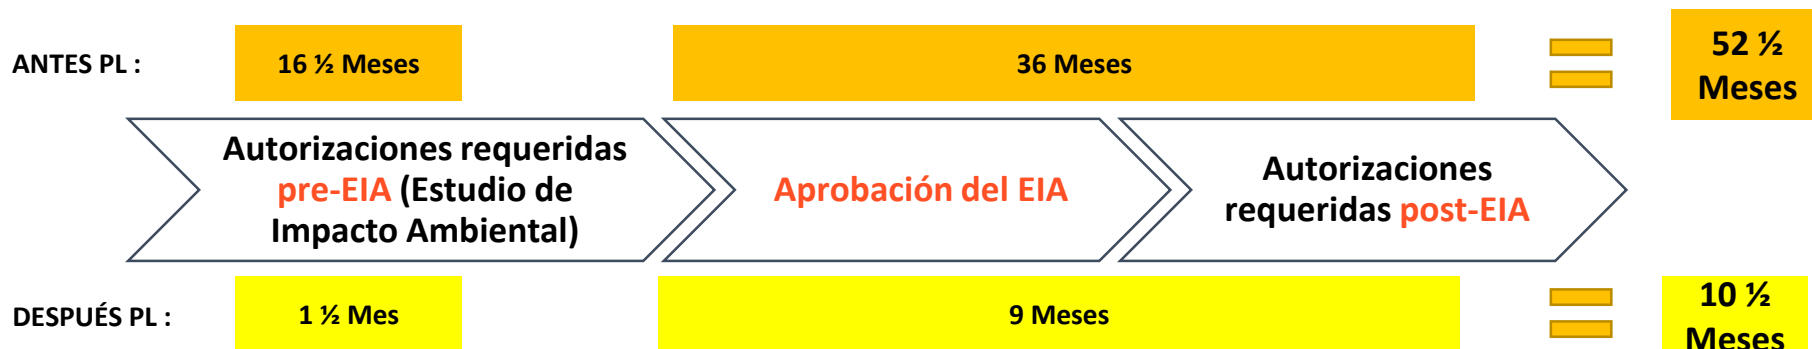 ANTES PL :
16 ½ Meses
36 Meses
52 ½
Meses
Autorizaciones requeridas
pre-EIA (Estudio de
Impacto Ambiental)
Aprobación del EIA
Autorizaciones
requeridas post-EIA
DESPUÉS PL :
1 ½ Mes
9 Meses
10 ½
Meses